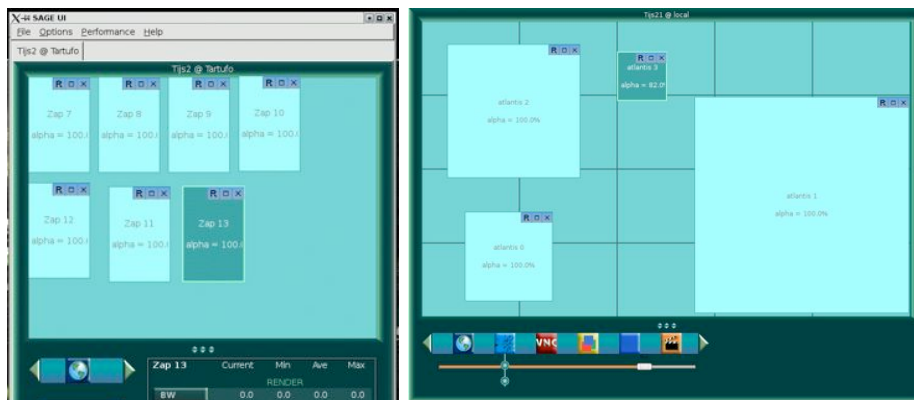 X-¤ SAGE UI
File Options Performance Help
Tijs2 @ Tartufo
Tijs2 @ Tartufo
R
Zap 7
alpha = 100.
R
Zap 8
alpha = 100.
R
Zap 9
alpha = 100.
R
Zap 10
alpha = 100.
R
Zap 12
alpha = 100.
R
Zap 11
alpha = 100.
R
Zap 13
alpha = 100.
Zap 13 Current Min Ave Max
RENDER
BW 0.0 0.0 0.0 0.0
Tijs21 @ local
R
atlantis 2
alpha = 100.0%
R
atlantis 3
alpha = 82.0%
R
atlantis 1
alpha = 100.0%
R
atlantis 0
alpha = 100.0%
VNC